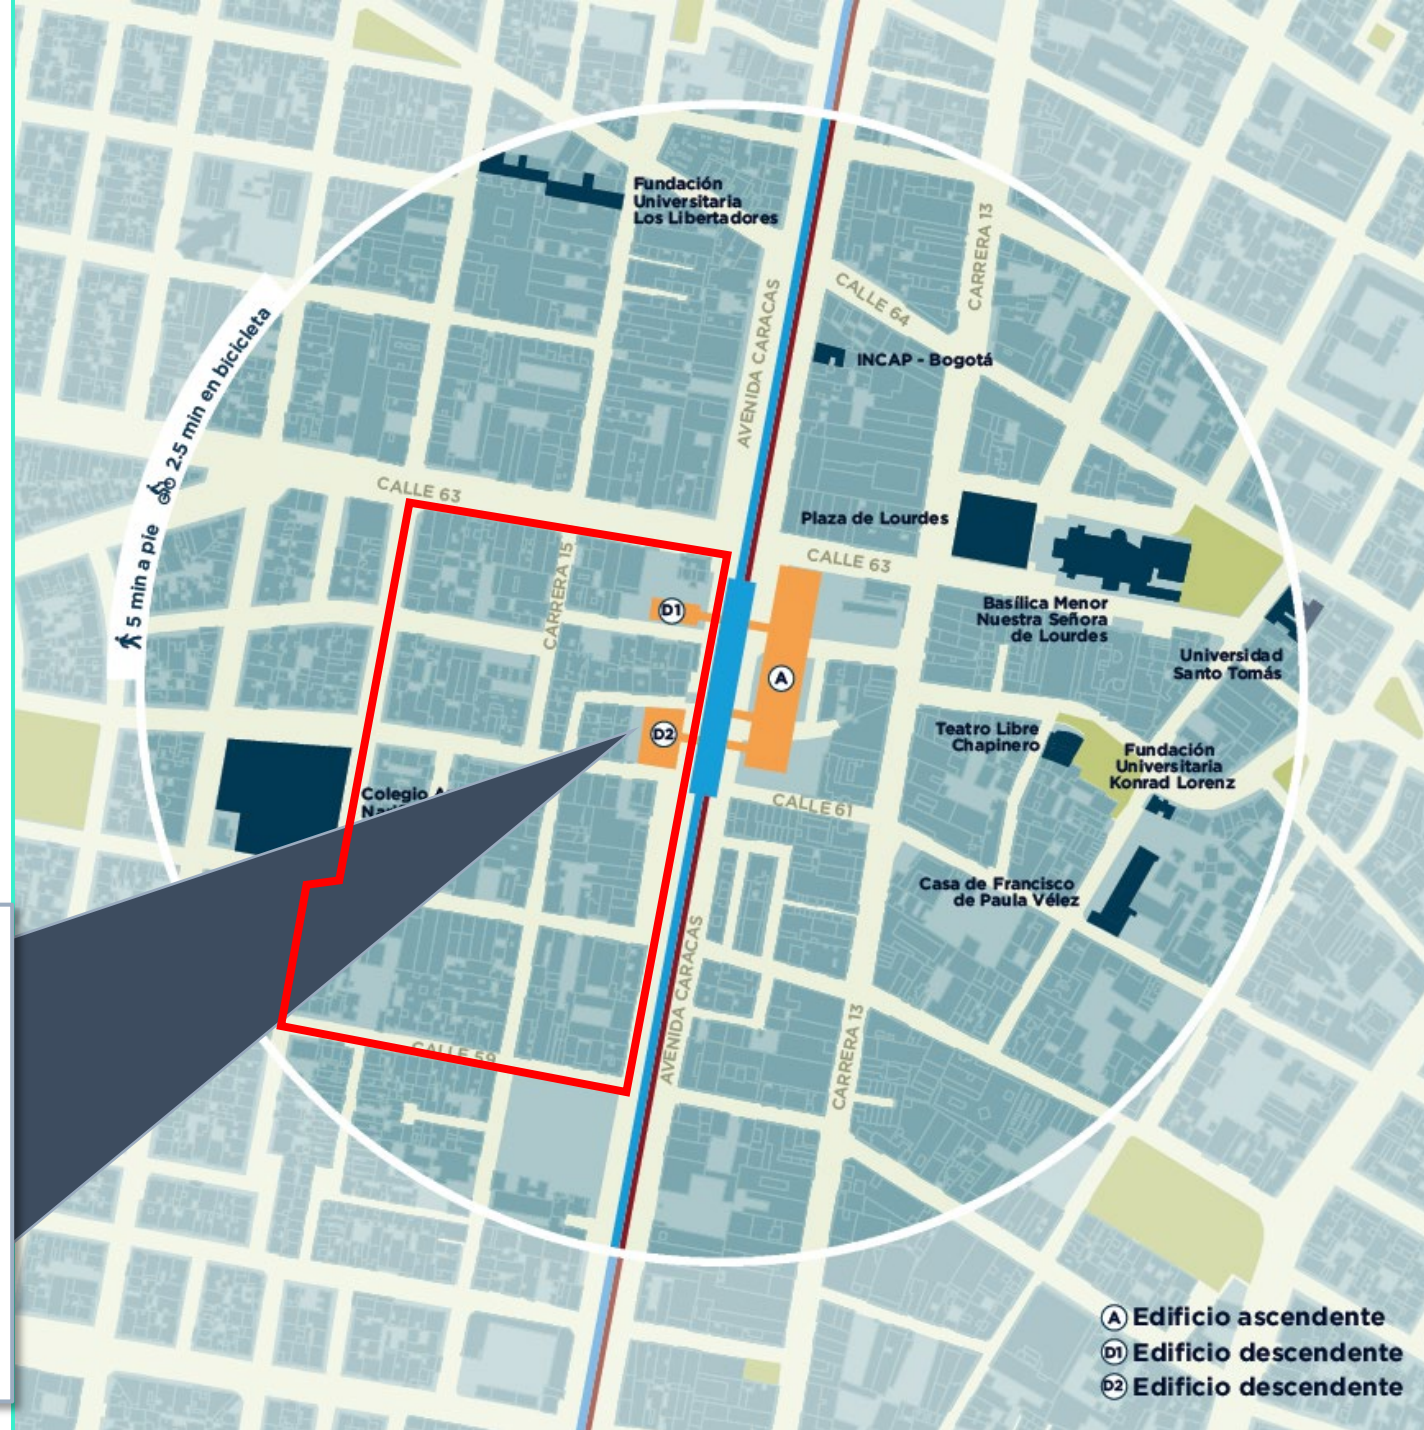 Fundación
Universitaria
Los Libertadores
CARRERA 13
CALLE 64
AVENIDA CARACAS
INCAP - Bogotá
2.5 min en bicicleta
5 min a pie
CALLE 63
Plaza de Lourdes
CALLE 63
CARRERA 15
D1
Basílica Menor
Nuestra Señora
de Lourdes
Universidad
Santo Tomás
A
D2
Teatro Libre
Chapinero
Fundación
Universitaria
Konrad Lorenz
Colegio
CALLE 61
Casa de Francisco
de Paula Vélez
AVENIDA CARACAS
CARRERA 13
CALLE 59
A Edificio ascendente
D1 Edificio descendente
D2 Edificio descendente